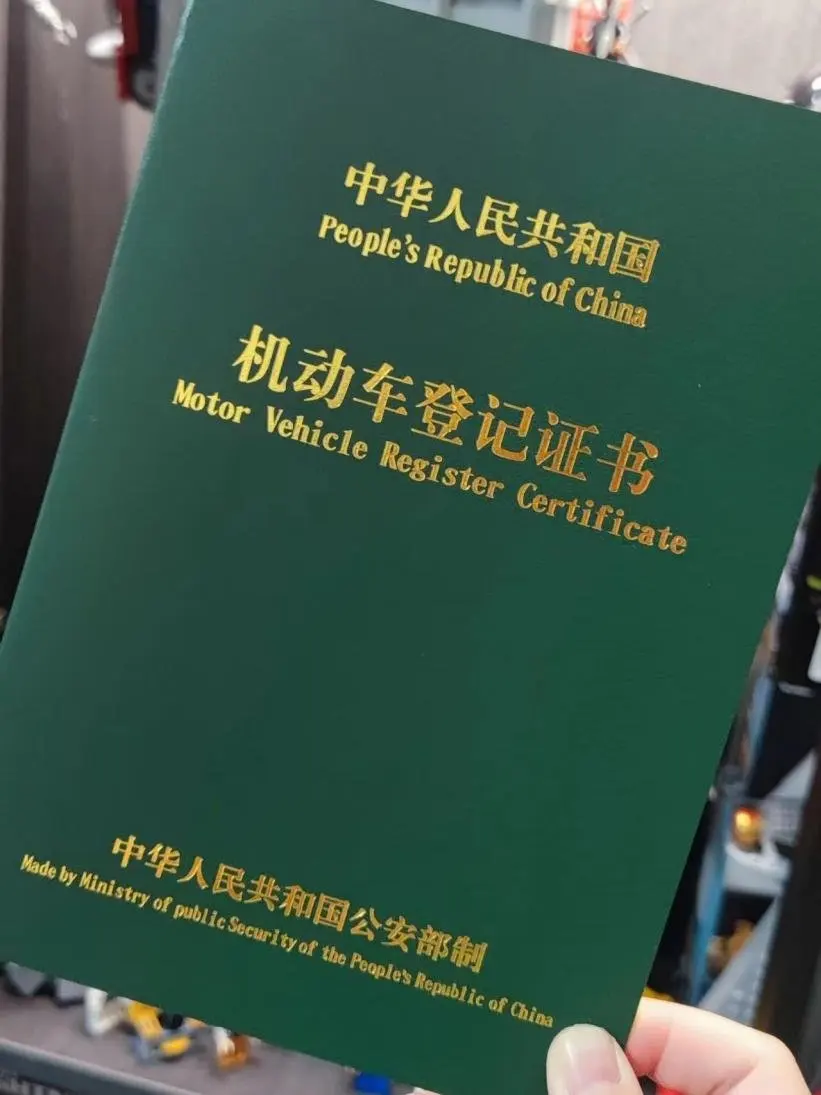 中华人民共和国
People's Republic of China
机动车登记证书
Motor Vehicle Register Certificate
中华人民共和国公安部制
Made by Ministry of public Security of the People's Republic of China